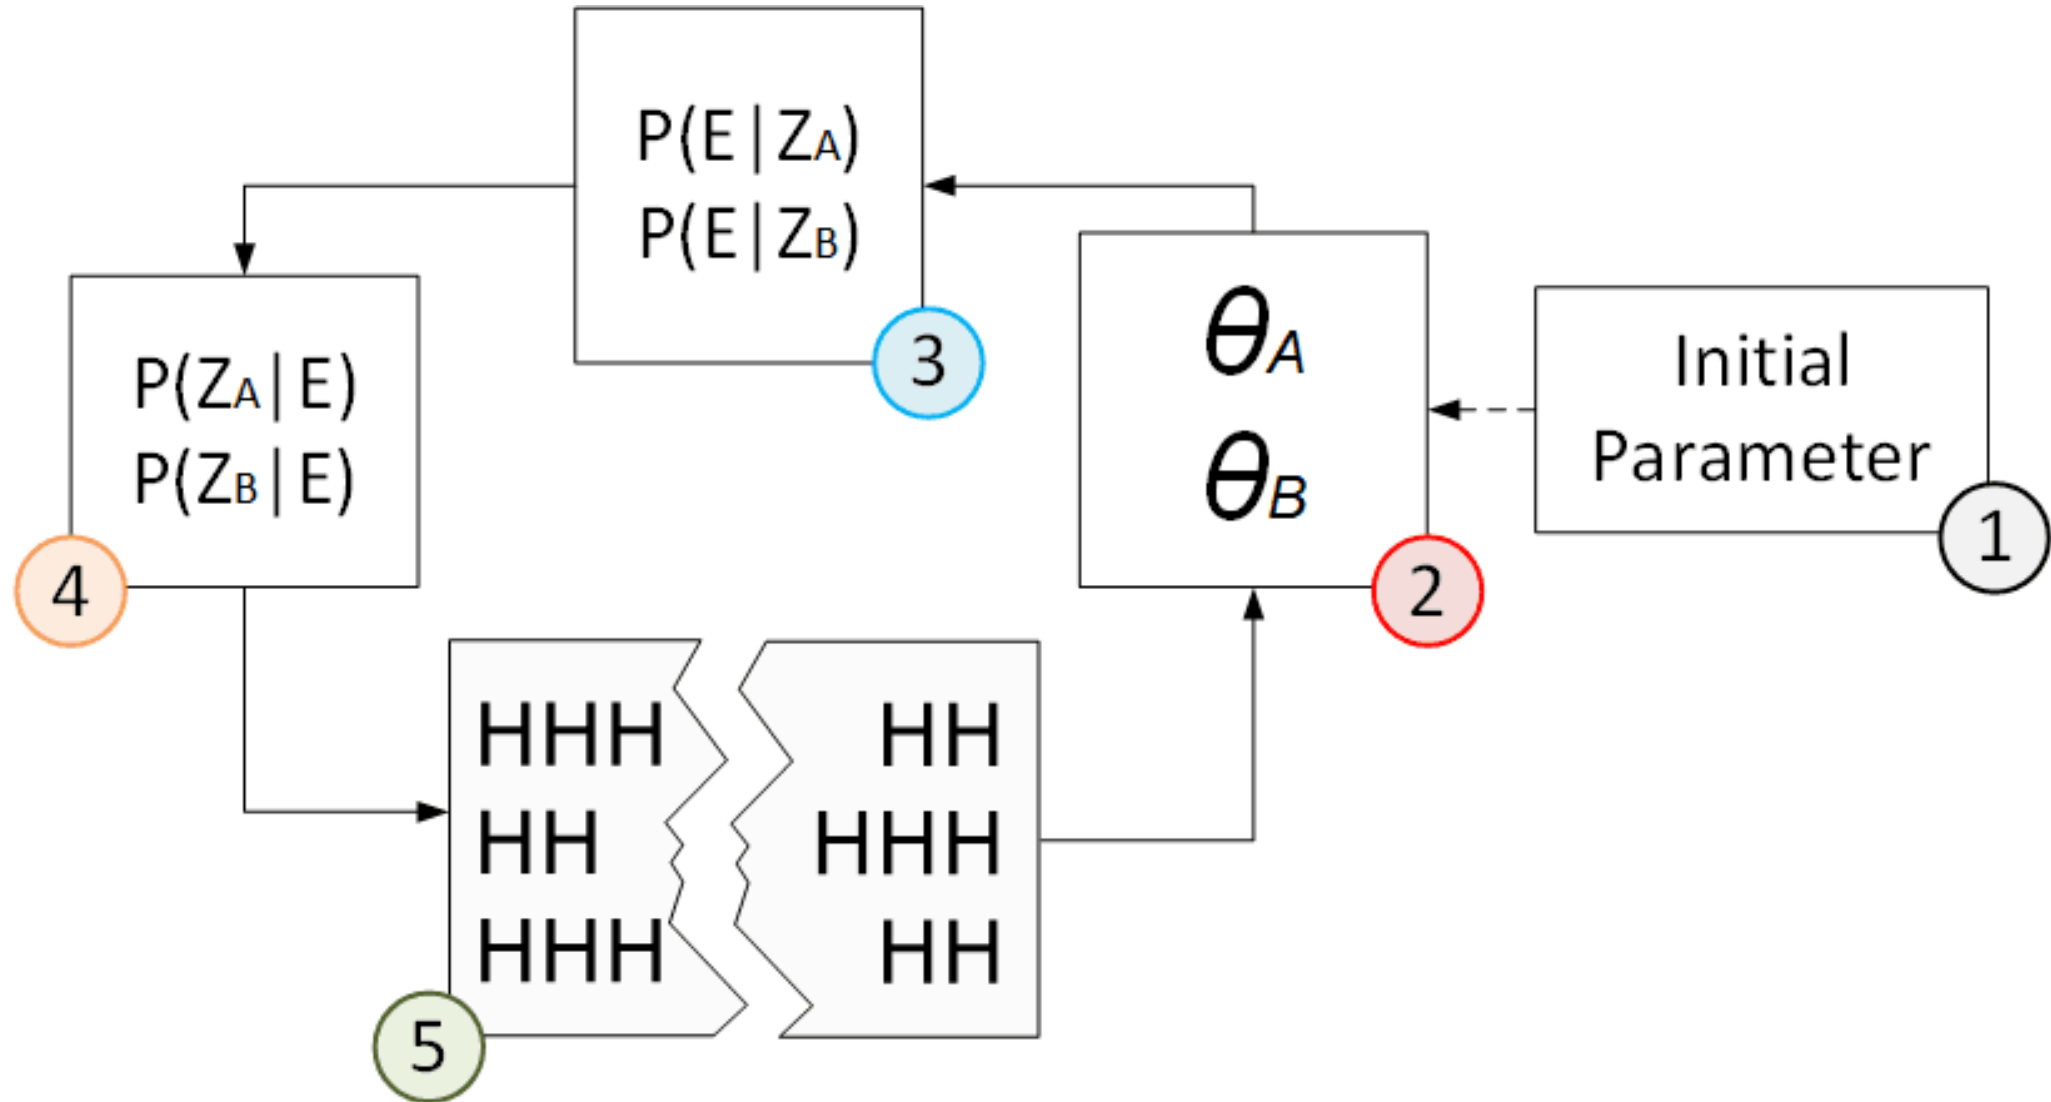 P(E|ZA)
P(E|ZB)
3
P(ZA|E)
P(ZB|E)
4
θA
θB
2
Initial
Parameter
1
HHH HH
HH HHH
HHH HH
5